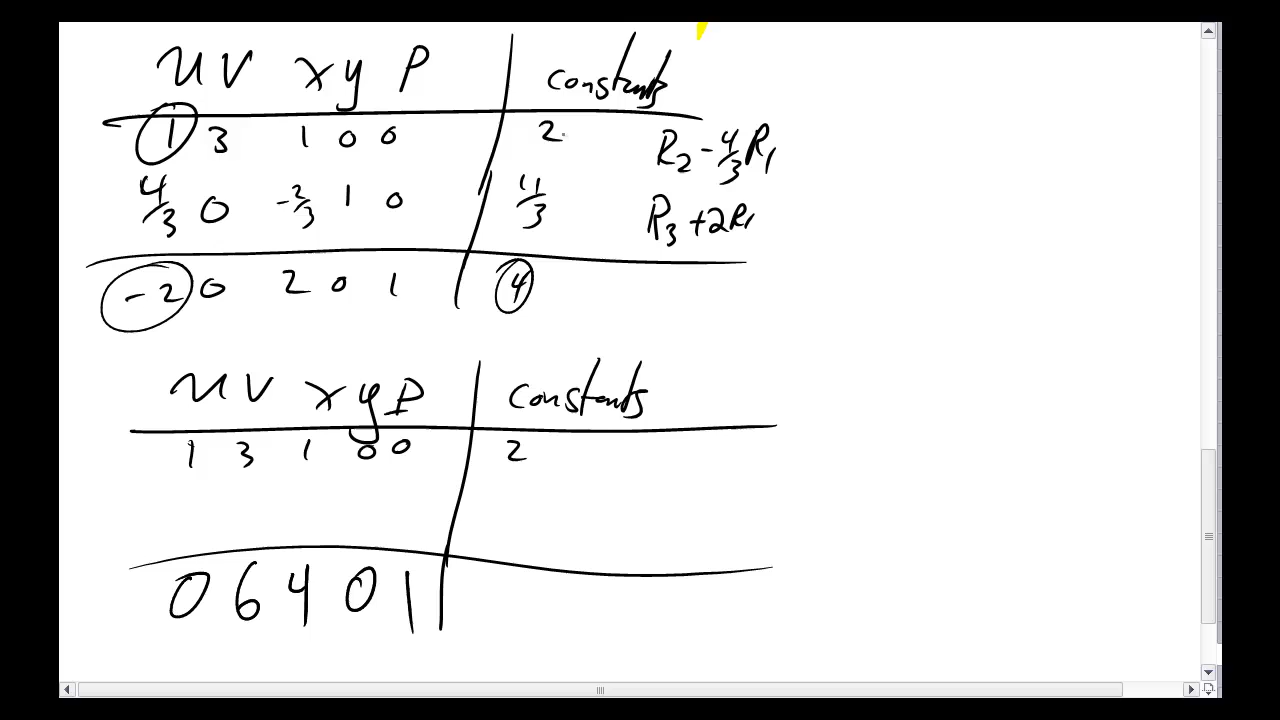 u v x y P constants
1 3 1 0 0 2 R2 - 4/3 R1
4/3 0 -2/3 1 0 11/3 R3 + 2R1
-2 0 2 0 1 4
u v x y P constants
1 3 1 0 0 2
0 6 4 0 1